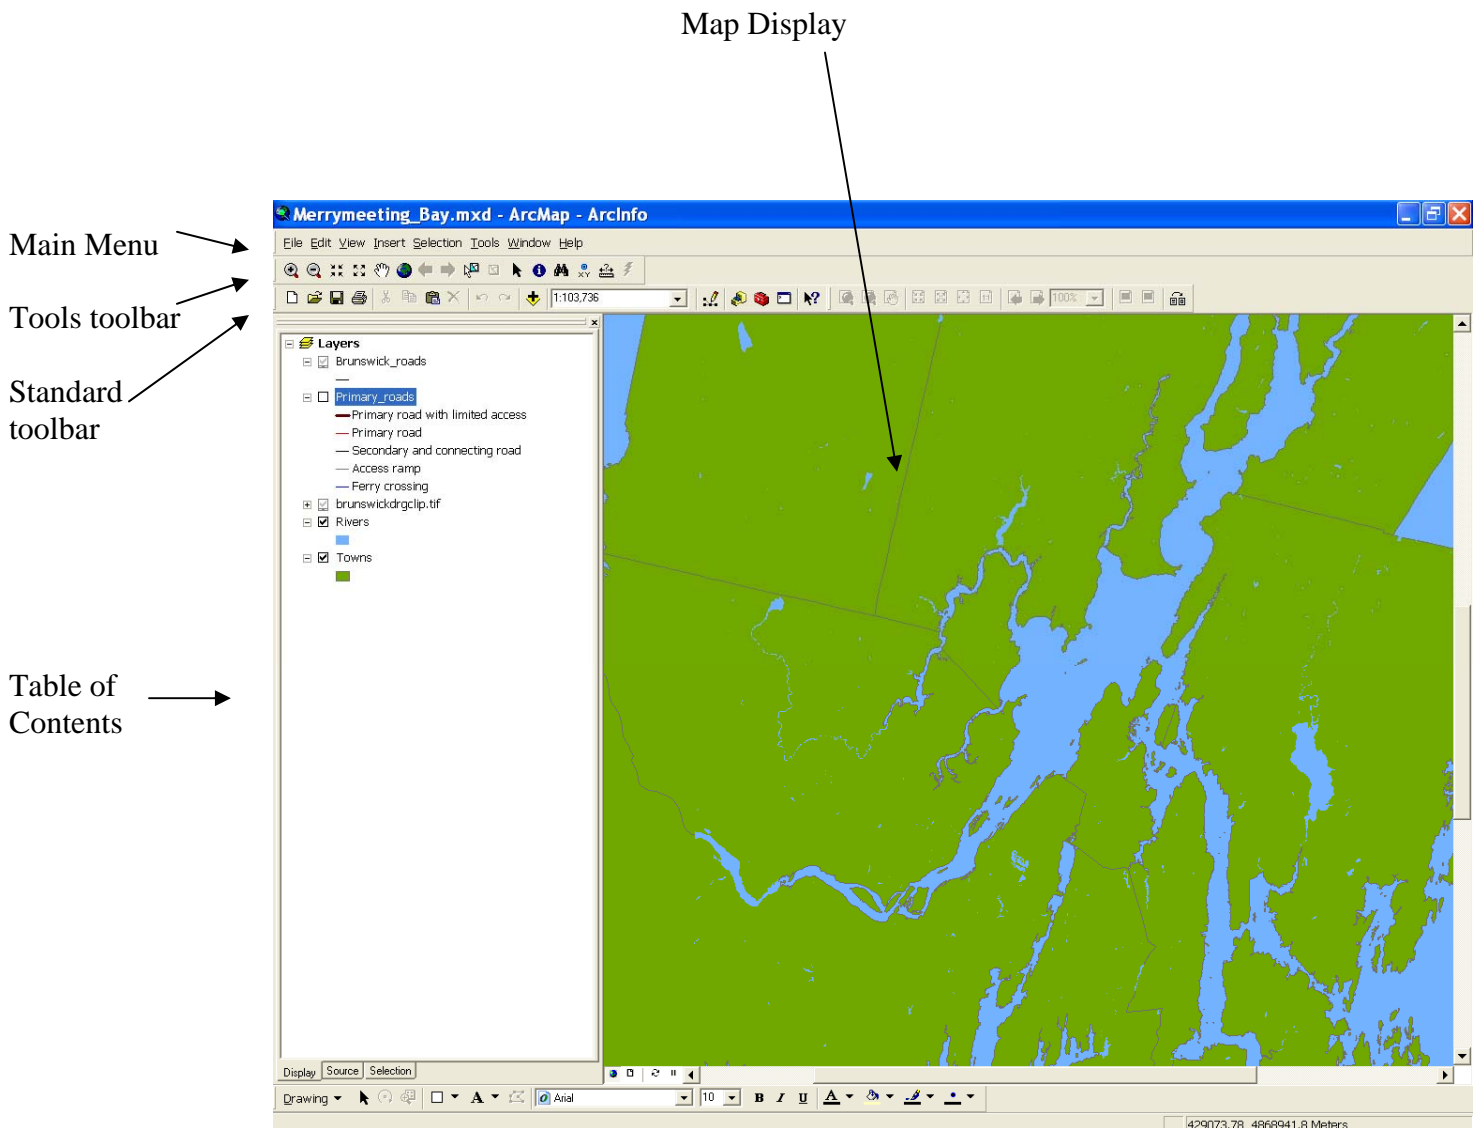 Map Display
Main Menu
Tools toolbar
Standard
toolbar
Table of
Contents
Merrymeeting_Bay.mxd - ArcMap - ArcInfo
File Edit View Insert Selection Tools Window Help
1:103,736
100%
Layers
Brunswick_roads
Primary_roads
Primary road with limited access
Primary road
Secondary and connecting road
Access ramp
Ferry crossing
brunswickdrgclip.tif
Rivers
Towns
Display Source Selection
Drawing A Arial 10 B I U A
429073.78 4868941.8 Meters